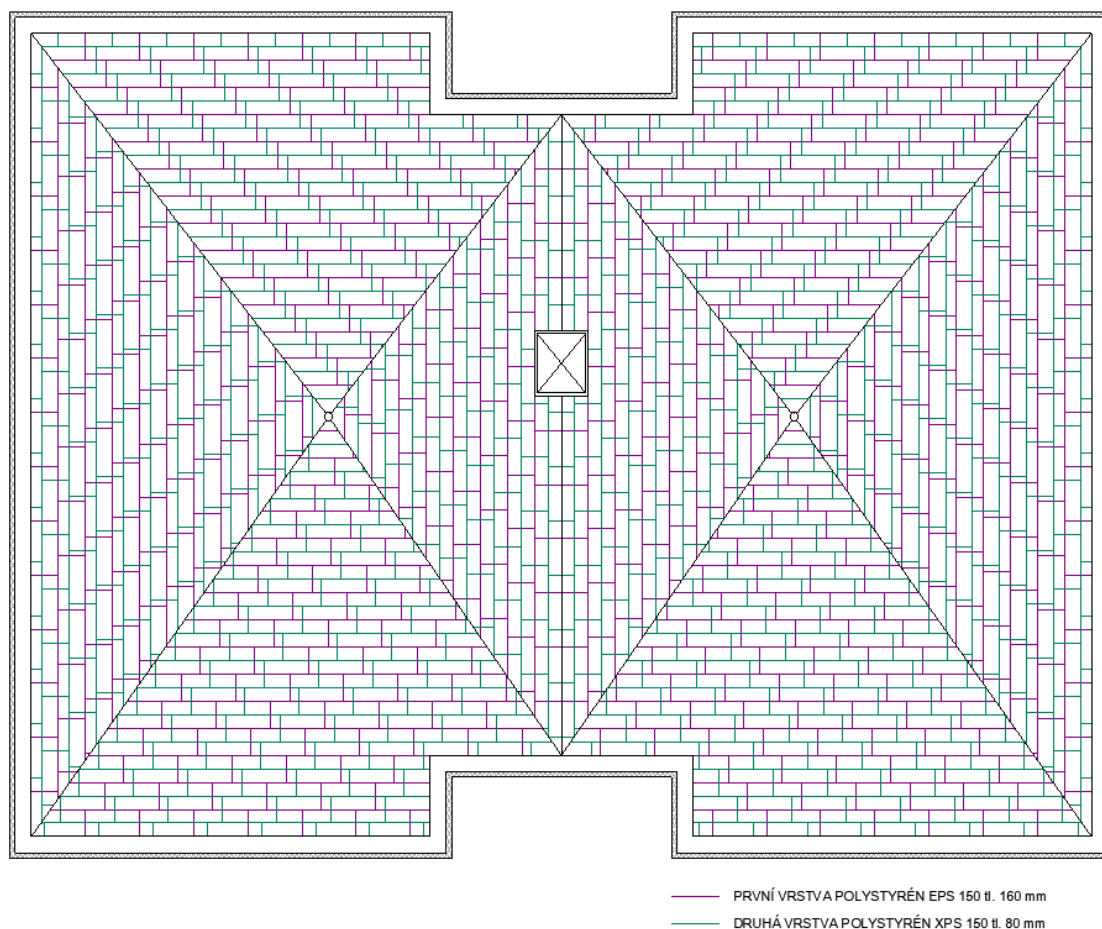 PRVNÍ VRSTVA POLYSTYRÉN EPS 150 tl. 160 mm
DRUHÁ VRSTVA POLYSTYRÉN XPS 150 tl. 80 mm